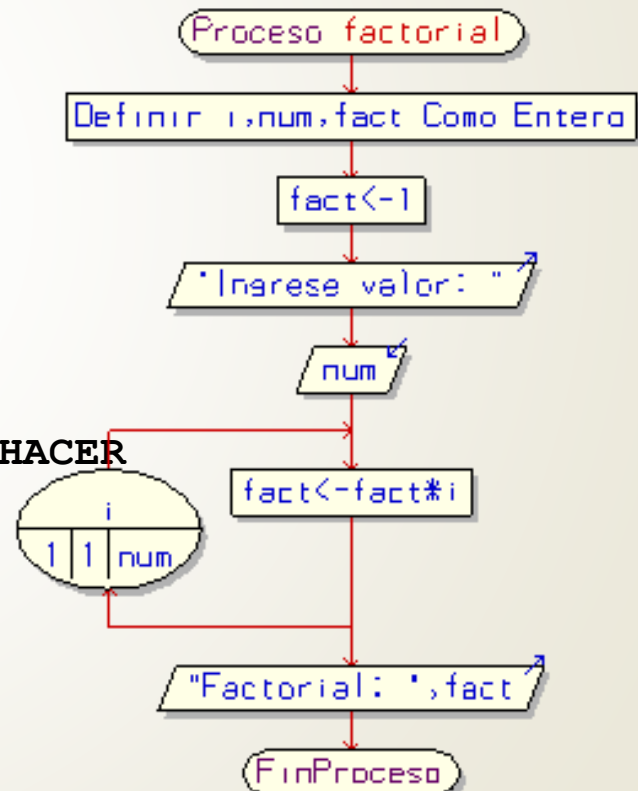 Proceso factorial
Definir i,num,fact Como Entero
fact<-1
"Ingrese valor: "
num
HACER
fact<-fact*i
i
1 1 num
"Factorial: ",fact
FinProceso